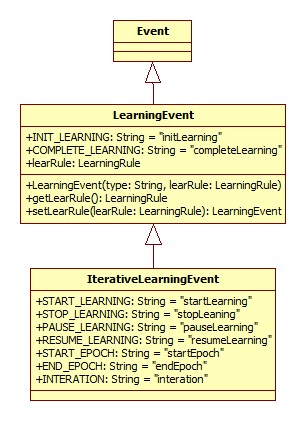 Event
LearningEvent
+INIT_LEARNING: String = "initLearning"
+COMPLETE_LEARNING: String = "completeLearning"
+learRule: LearningRule
+LearningEvent(type: String, learRule: LearningRule)
+getLearRule(): LearningRule
+setLearRule(learRule: LearningRule): LearningEvent
IterativeLearningEvent
+START_LEARNING: String = "startLearning"
+STOP_LEARNING: String = "stopLeaning"
+PAUSE_LEARNING: String = "pauseLearning"
+RESUME_LEARNING: String = "resumeLearning"
+START_EPOCH: String = "startEpoch"
+END_EPOCH: String = "endEpoch"
+INTERATION: String = "interation"